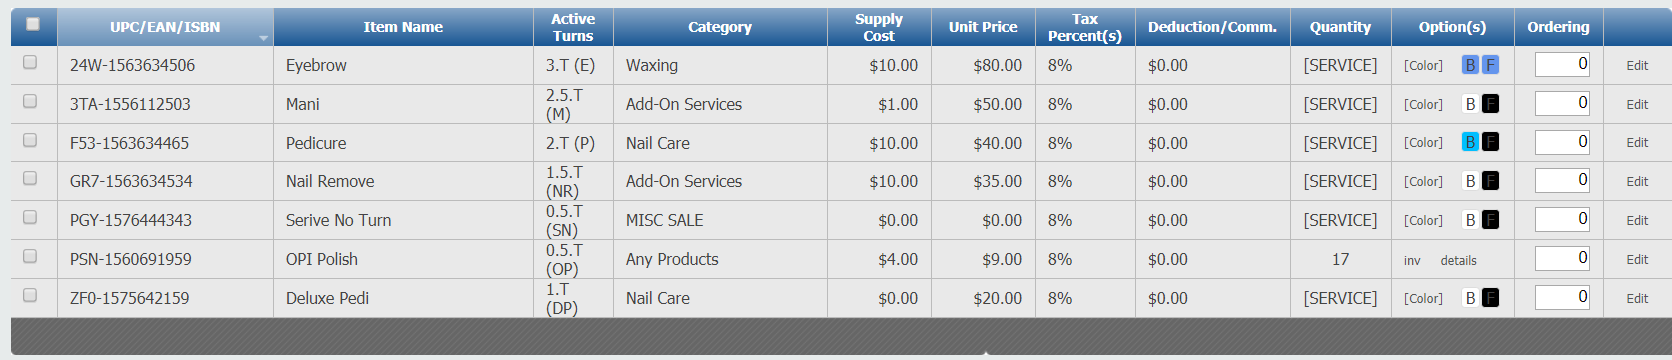 UPC/EAN/ISBN Item Name Active Turns Category Supply Cost Unit Price Tax Percent(s) Deduction/Comm. Quantity Option(s) Ordering
24W-1563634506 Eyebrow 3.T (E) Waxing $10.00 $80.00 8% $0.00 [SERVICE] [Color] B F 0 Edit
3TA-1556112503 Mani 2.5.T (M) Add-On Services $1.00 $50.00 8% $0.00 [SERVICE] [Color] B F 0 Edit
F53-1563634465 Pedicure 2.T (P) Nail Care $10.00 $40.00 8% $0.00 [SERVICE] [Color] B F 0 Edit
GR7-1563634534 Nail Remove 1.5.T (NR) Add-On Services $10.00 $35.00 8% $0.00 [SERVICE] [Color] B F 0 Edit
PGY-1576444343 Serive No Turn 0.5.T (SN) MISC SALE $0.00 $0.00 8% $0.00 [SERVICE] [Color] B F 0 Edit
PSN-1560691959 OPI Polish 0.5.T (OP) Any Products $4.00 $9.00 8% $0.00 17 inv details 0 Edit
ZF0-1575642159 Deluxe Pedi 1.T (DP) Nail Care $0.00 $20.00 8% $0.00 [SERVICE] [Color] B F 0 Edit